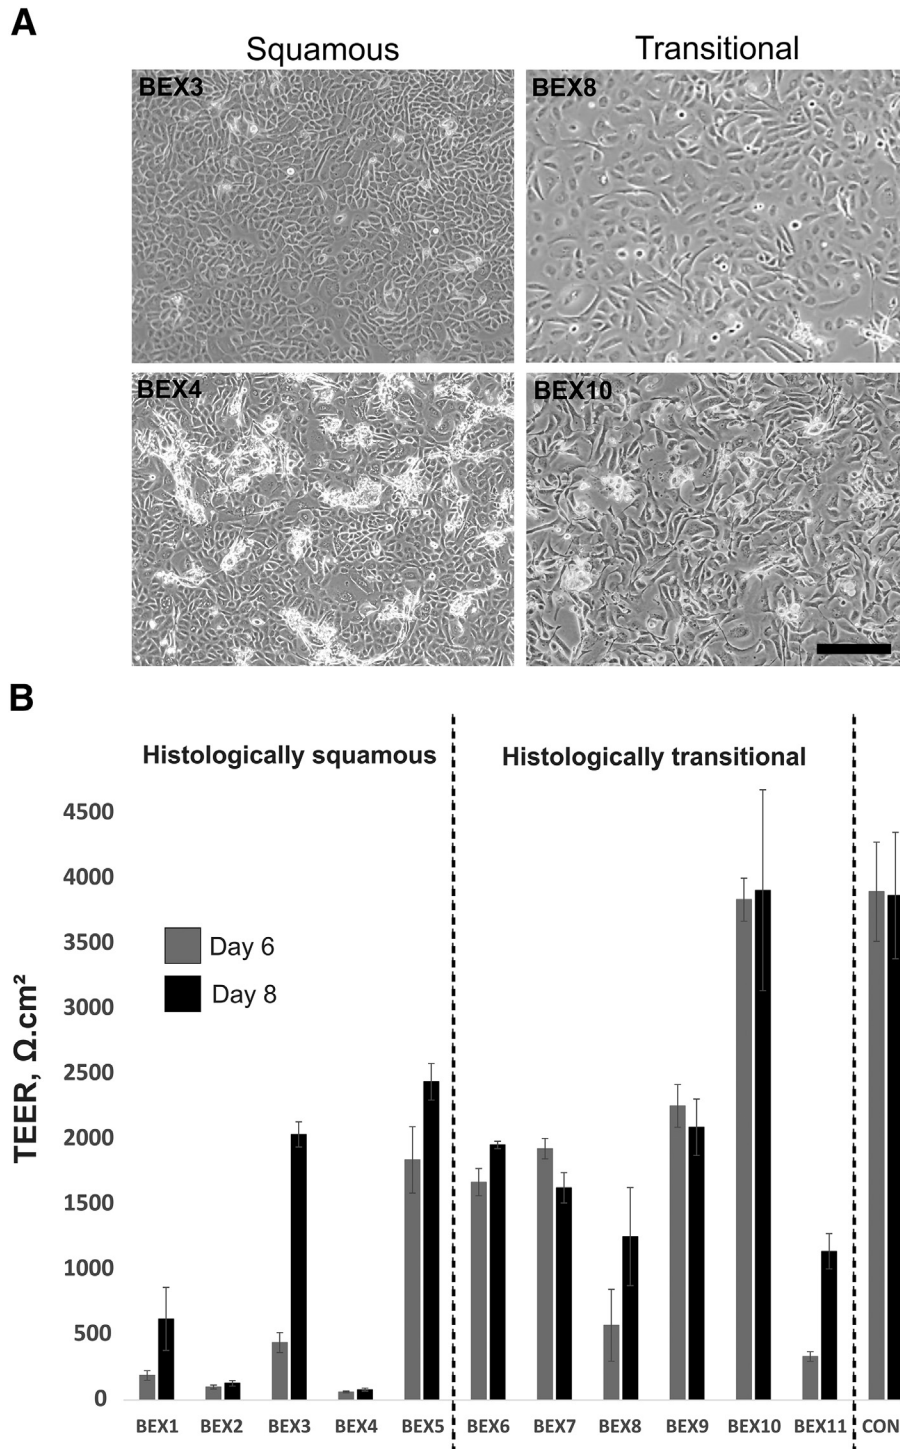 A
Squamous
Transitional
BEX3
BEX8
BEX4
BEX10
B
Histologically squamous
Histologically transitional
4500
4000
3500
3000
2500
2000
1500
1000
500
0
TEER, Ω.cm²
Day 6
Day 8
BEX1 BEX2 BEX3 BEX4 BEX5 BEX6 BEX7 BEX8 BEX9 BEX10 BEX11 CON